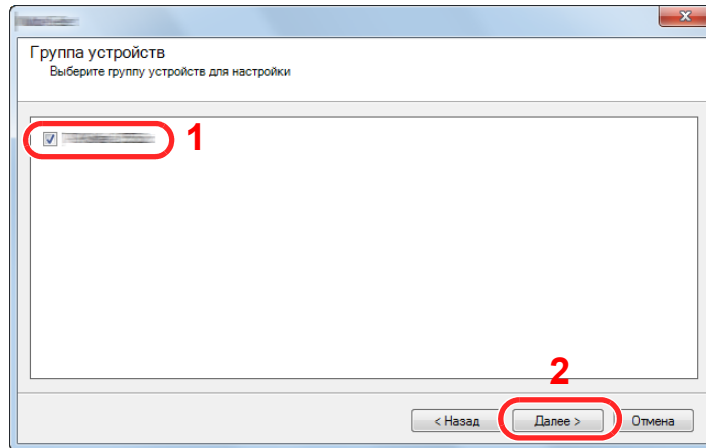 Группа устройств
Выберите группу устройств для настройки
1
2
< Назад
Далее >
Отмена